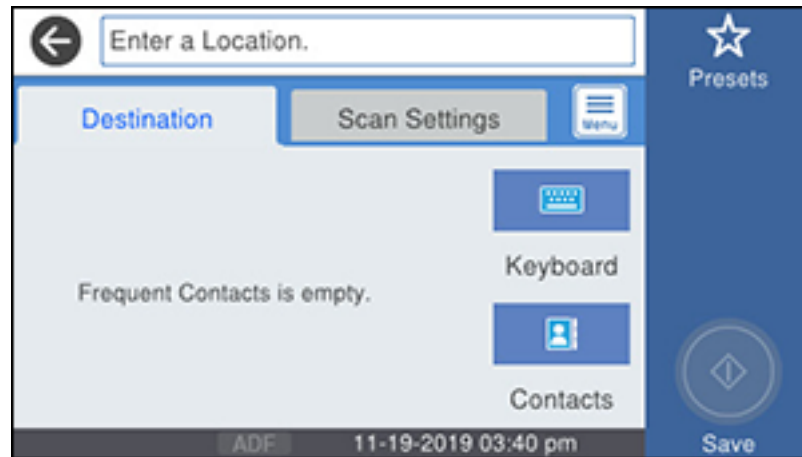 Enter a Location.
Presets
Destination
Scan Settings
Menu
Keyboard
Frequent Contacts is empty.
Contacts
ADF
11-19-2019 03:40 pm
Save